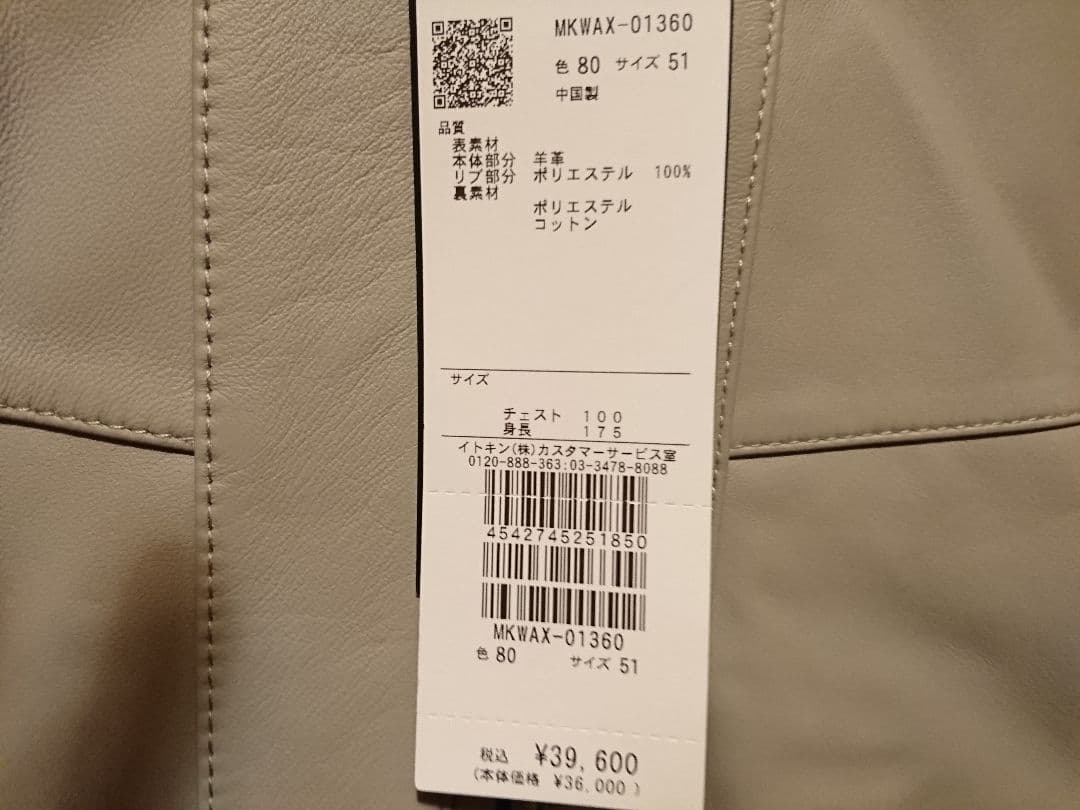 MKWAX-01360
色 80 サイズ 51
中国製
品質
表素材
本体部分 羊革
リブ部分 ポリエステル 100%
裏素材
ポリエステル
コットン
サイズ
チェスト 100
身長 175
イトキン(株)カスタマーサービス室
0120-888-363:03-3478-8088
4542745251850
MKWAX-01360
色 80 サイズ 51
税込 ¥39,600
(本体価格 ¥36,000)